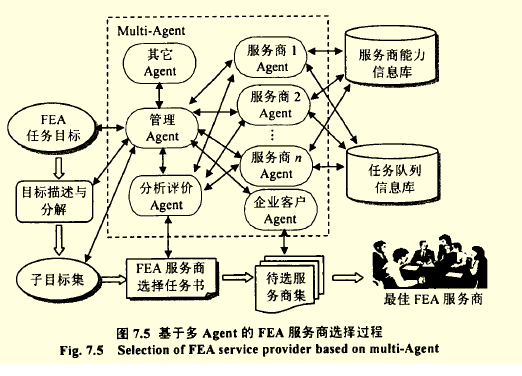 Multi-Agent
其它
Agent
服务商 1
Agent
服务商能力
信息库
服务商 2
Agent
FEA
任务目标
管理
Agent
⋮
服务商 n
Agent
任务队列
信息库
目标描述与
分解
分析评价
Agent
企业客户
Agent
子目标集
FEA 服务商
选择任务书
待选服
务商集
最佳 FEA 服务商
图 7.5 基于多 Agent 的 FEA 服务商选择过程
Fig. 7.5 Selection of FEA service provider based on multi-Agent